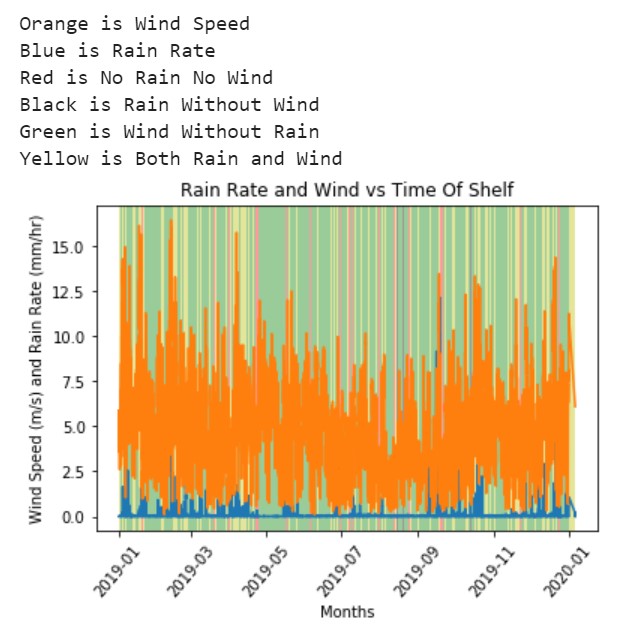 Orange is Wind Speed
Blue is Rain Rate
Red is No Rain No Wind
Black is Rain Without Wind
Green is Wind Without Rain
Yellow is Both Rain and Wind
Rain Rate and Wind vs Time Of Shelf
Wind Speed (m/s) and Rain Rate (mm/hr)
15.0
12.5
10.0
7.5
5.0
2.5
0.0
2019-01
2019-03
2019-05
2019-07
2019-09
2019-11
2020-01
Months